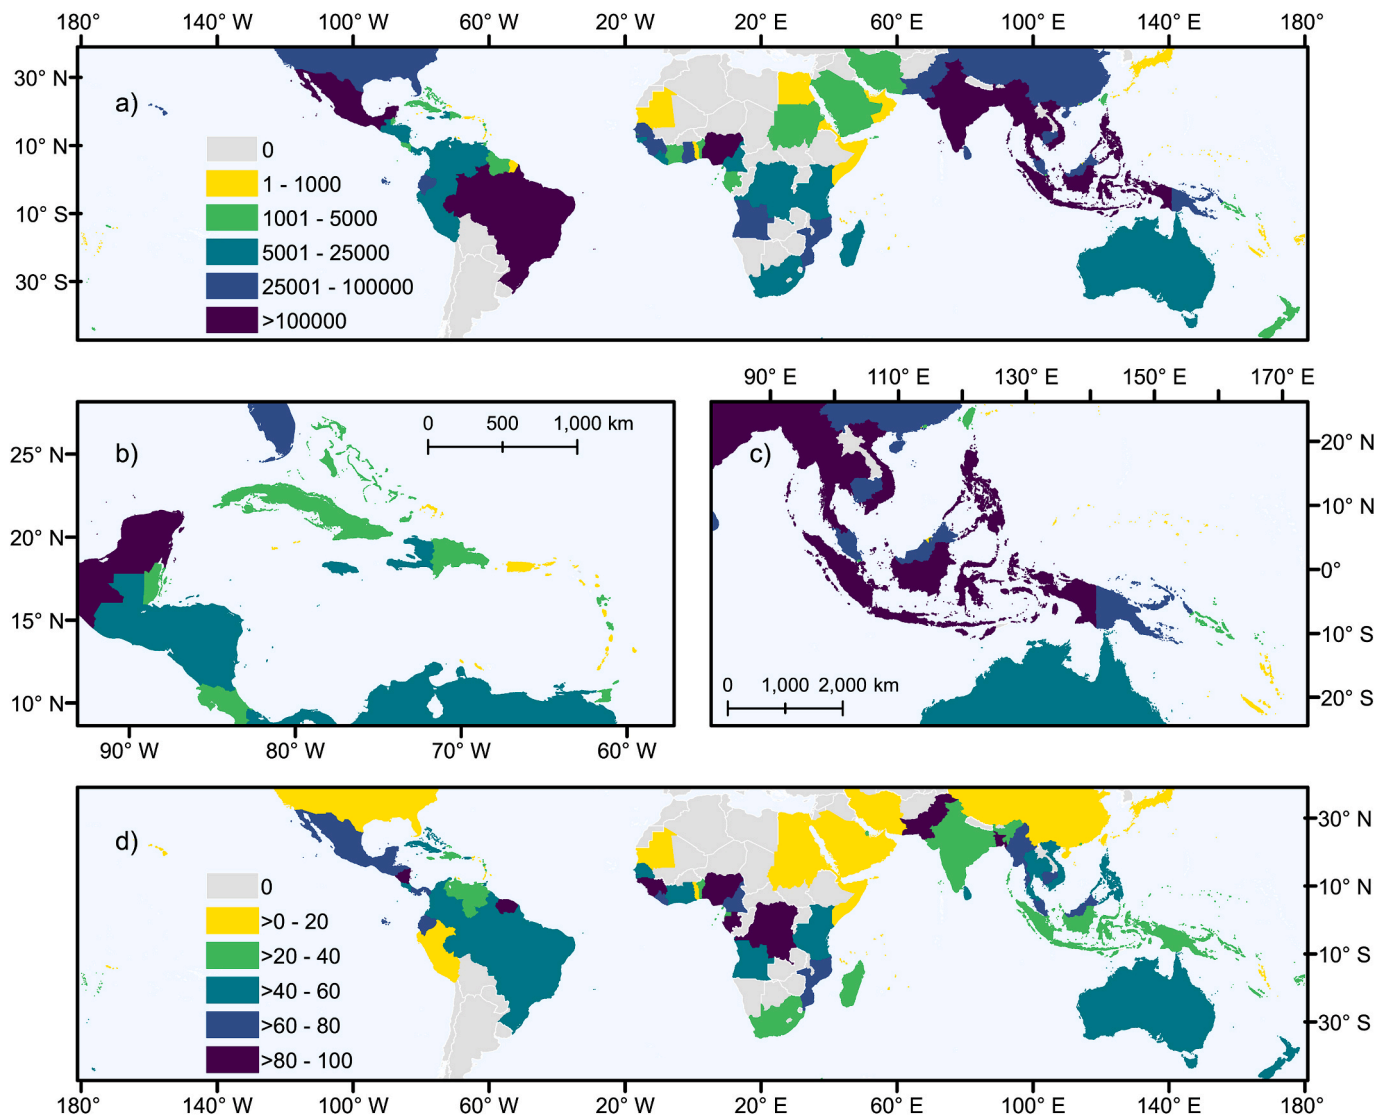 180° 140° W 100° W 60° W 20° W 20° E 60° E 100° E 140° E 180°
30° N
10° N
10° S
30° S
a)
0
1 - 1000
1001 - 5000
5001 - 25000
25001 - 100000
>100000
90° E 110° E 130° E 150° E 170° E
25° N
20° N
15° N
10° N
b)
0 500 1,000 km
90° W 80° W 70° W 60° W
c)
0 1,000 2,000 km
20° N
10° N
0°
10° S
20° S
d)
0
>0 - 20
>20 - 40
>40 - 60
>60 - 80
>80 - 100
30° N
10° N
10° S
30° S
180° 140° W 100° W 60° W 20° W 20° E 60° E 100° E 140° E 180°